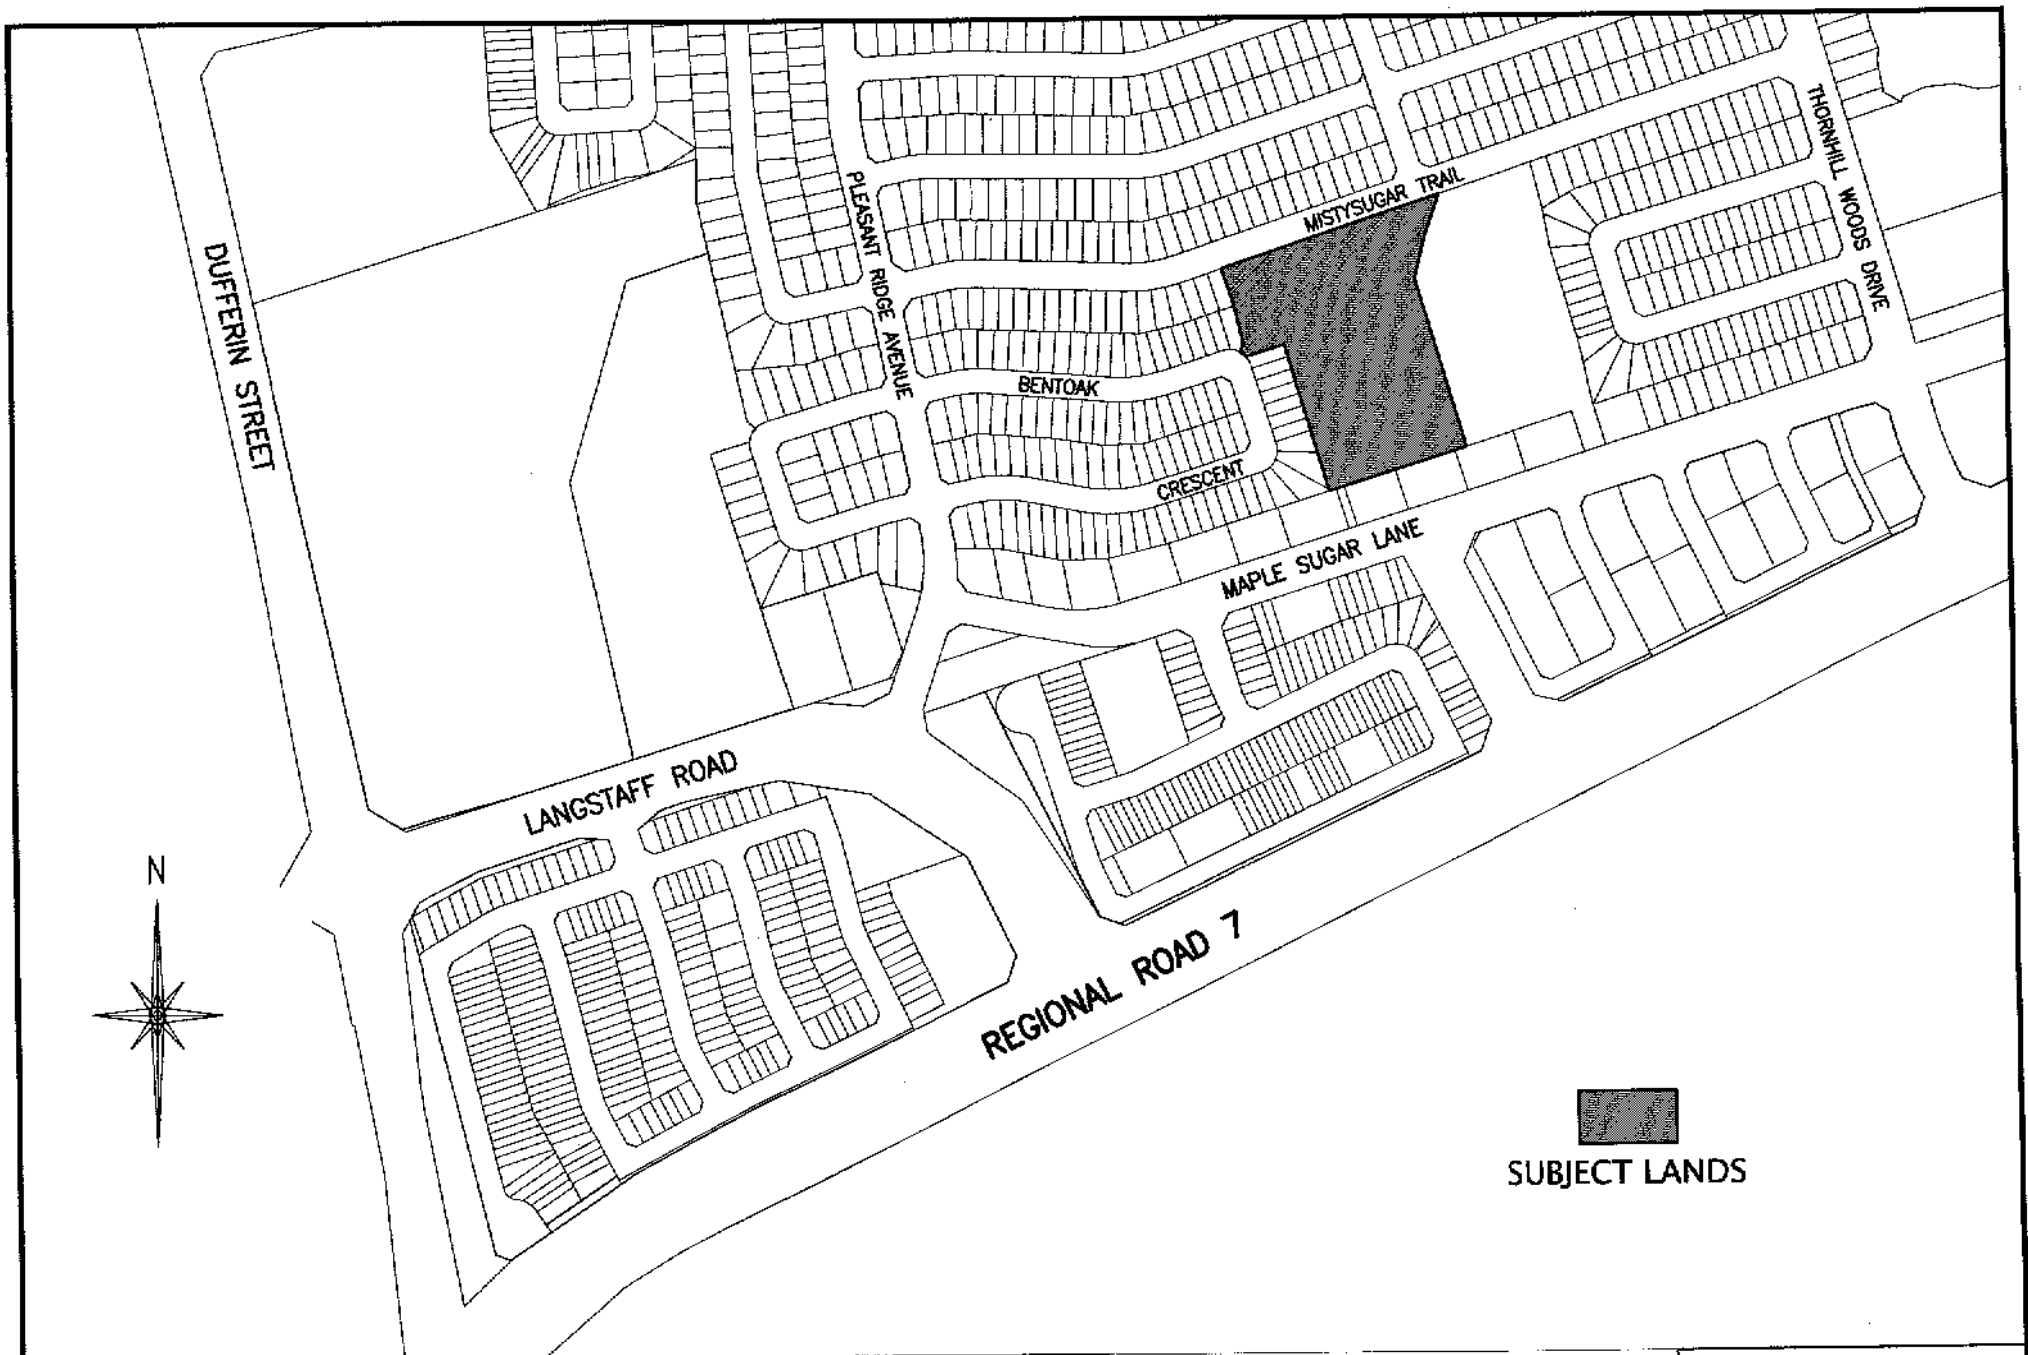 THORNHILL WOODS DRIVE
MISTYSUGAR TRAIL
PLEASANT RIDGE AVENUE
DUFFERIN STREET
BENTOAK
CRESCENT
MAPLE SUGAR LANE
LANGSTAFF ROAD
N
REGIONAL ROAD 7
SUBJECT LANDS